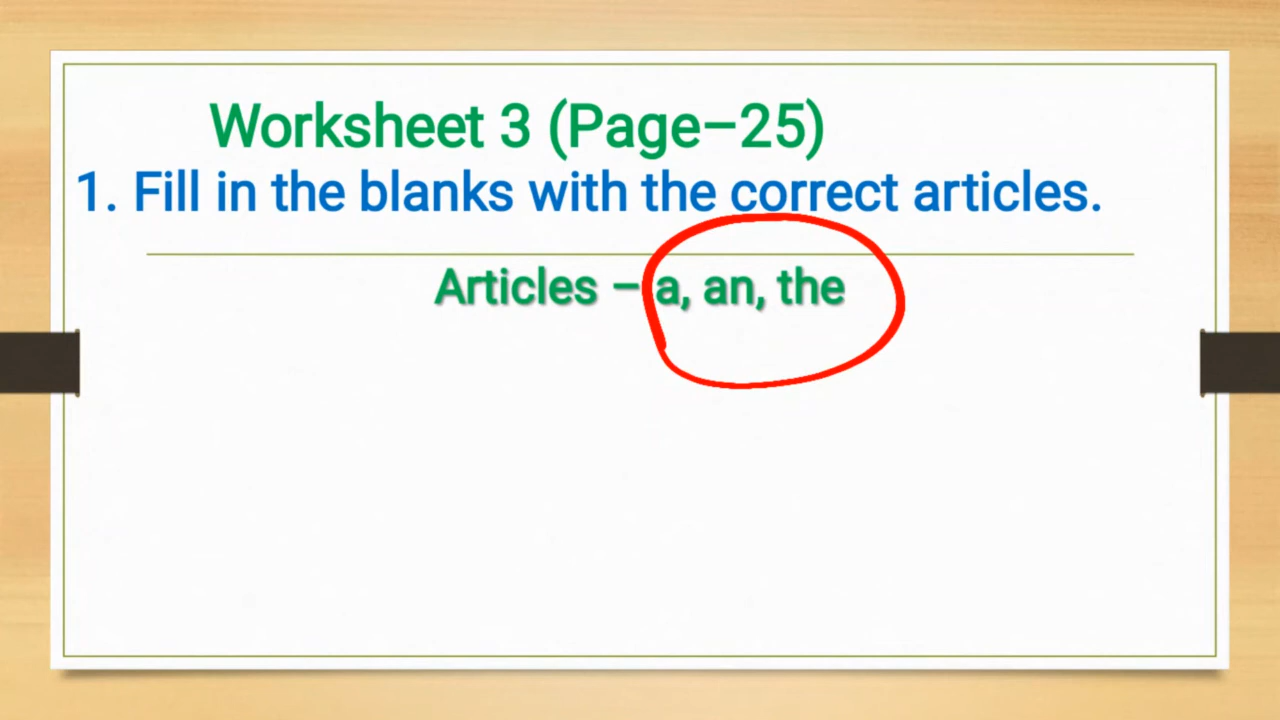 Worksheet 3 (Page–25)
1. Fill in the blanks with the correct articles.
Articles – a, an, the